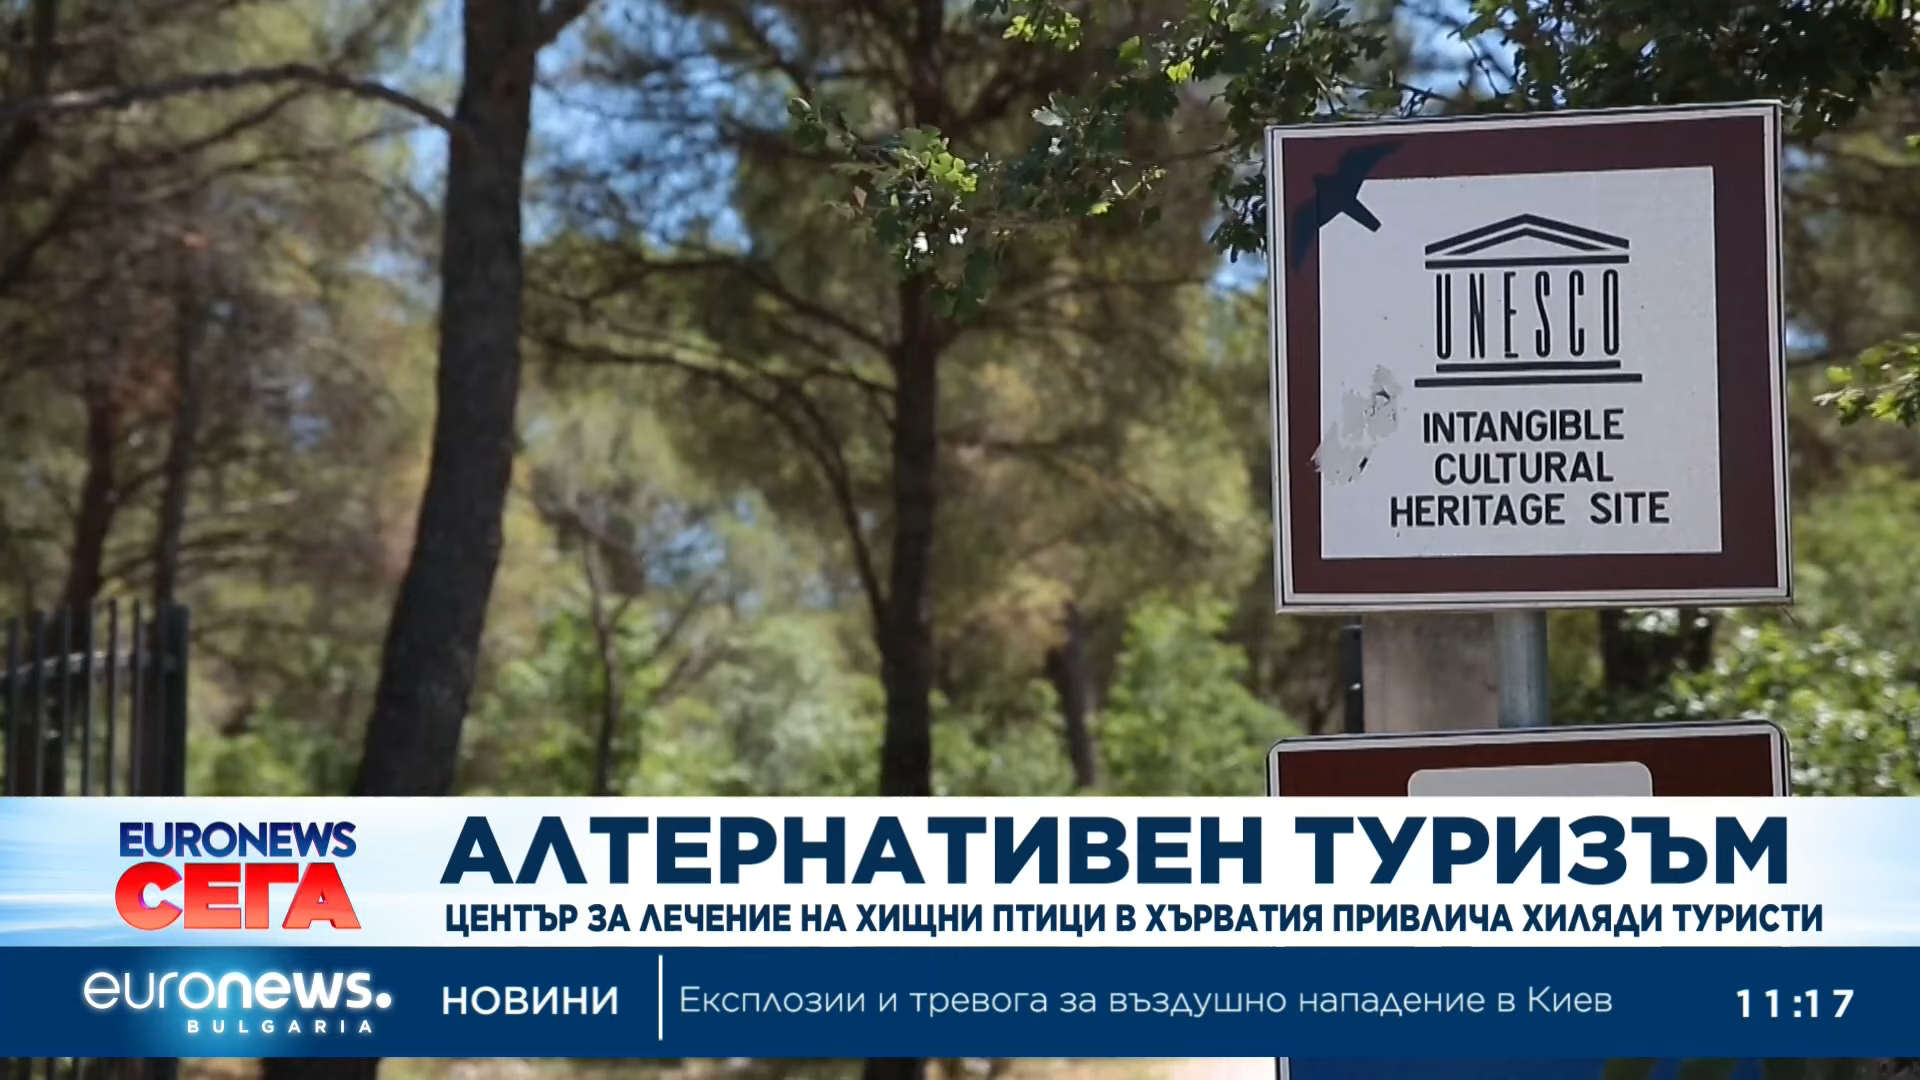 UNESCO
INTANGIBLE
CULTURAL
HERITAGE SITE
EURONEWS
СЕГА
АЛТЕРНАТИВЕН ТУРИЗЪМ
ЦЕНТЪР ЗА ЛЕЧЕНИЕ НА ХИЩНИ ПТИЦИ В ХЪРВАТИЯ ПРИВЛИЧА ХИЛЯДИ ТУРИСТИ
euronews.
BULGARIA
НОВИНИ
Експлозии и тревога за въздушно нападение в Киев
11:17